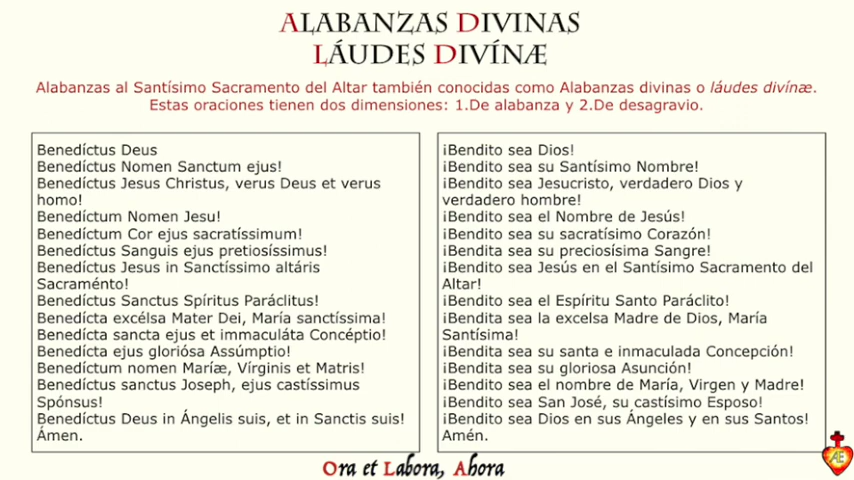 ALABANZAS DIVINAS
LÁUDES DIVÍNÆ
Alabanzas al Santísimo Sacramento del Altar también conocidas como Alabanzas divinas o láudes divínæ.
Estas oraciones tienen dos dimensiones: 1.De alabanza y 2.De desagravio.
Benedíctus Deus
Benedíctus Nomen Sanctum ejus!
Benedíctus Jesus Christus, verus Deus et verus
homo!
Benedíctum Nomen Jesu!
Benedíctum Cor ejus sacratíssimum!
Benedíctus Sanguis ejus pretiosíssimus!
Benedíctus Jesus in Sanctíssimo altáris
Sacraménto!
Benedíctus Sanctus Spíritus Paráclitus!
Benedícta excélsa Mater Dei, María sanctíssima!
Benedícta sancta ejus et immaculáta Concéptio!
Benedícta ejus gloriósa Assúmptio!
Benedíctum nomen Maríæ, Vírginis et Matris!
Benedíctus sanctus Joseph, ejus castíssimus
Spónsus!
Benedíctus Deus in Ángelis suis, et in Sanctis suis!
Ámen.
¡Bendito sea Dios!
¡Bendito sea su Santísimo Nombre!
¡Bendito sea Jesucristo, verdadero Dios y
verdadero hombre!
¡Bendito sea el Nombre de Jesús!
¡Bendito sea su sacratísimo Corazón!
¡Bendita sea su preciosísima Sangre!
¡Bendito sea Jesús en el Santísimo Sacramento del
Altar!
¡Bendito sea el Espíritu Santo Paráclito!
¡Bendita sea la excelsa Madre de Dios, María
Santísima!
¡Bendita sea su santa e inmaculada Concepción!
¡Bendita sea su gloriosa Asunción!
¡Bendito sea el nombre de María, Virgen y Madre!
¡Bendito sea San José, su castísimo Esposo!
¡Bendito sea Dios en sus Ángeles y en sus Santos!
Amén.
Ora et Labora, Ahora
Æ